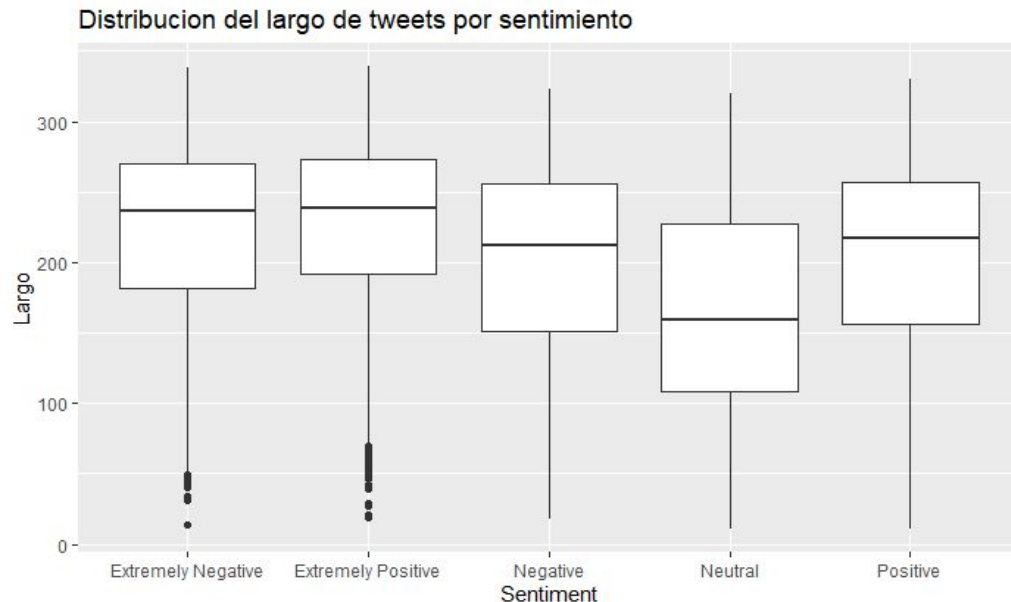 Distribucion del largo de tweets por sentimiento
300
200
100
0
Largo
Extremely Negative Extremely Positive Negative Neutral Positive
Sentiment